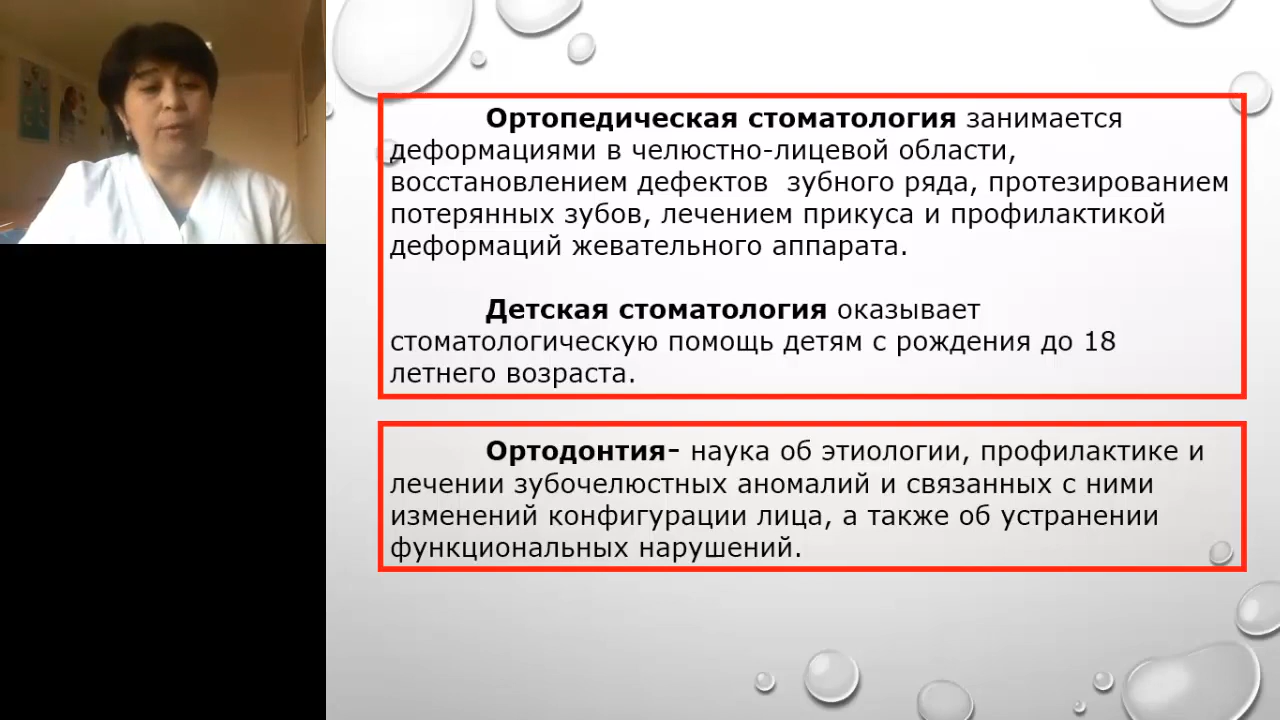 Ортопедическая стоматология занимается
деформациями в челюстно-лицевой области,
восстановлением дефектов  зубного ряда, протезированием
потерянных зубов, лечением прикуса и профилактикой
деформаций жевательного аппарата.
Детская стоматология оказывает
стоматологическую помощь детям с рождения до 18
летнего возраста.
Ортодонтия- наука об этиологии, профилактике и
лечении зубочелюстных аномалий и связанных с ними
изменений конфигурации лица, а также об устранении
функциональных нарушений.